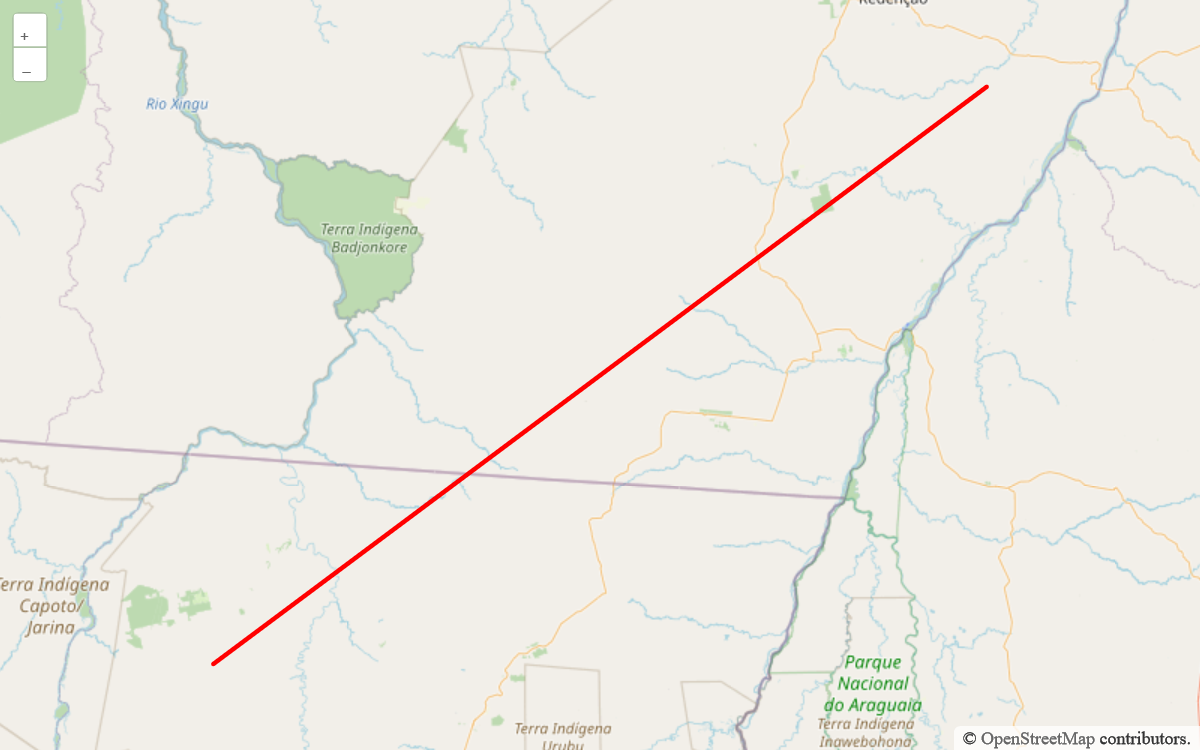 Redenção
+
–
Rio Xingu
Terra Indígena
Badjonkore
Terra Indígena
Capoto/
Jarina
Parque
Nacional
do Araguaia
Terra Indígena
Inawebohona
Terra Indígena
Urubu
© OpenStreetMap contributors.